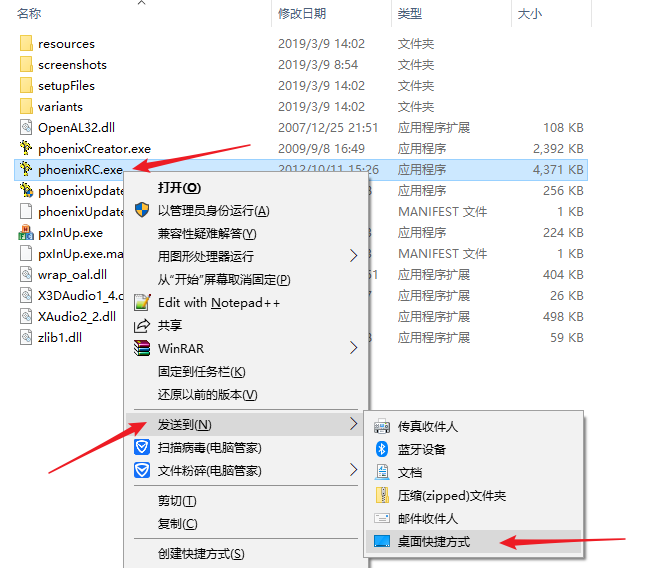 名称 修改日期 类型 大小
resources 2019/3/9 14:02 文件夹
screenshots 2019/3/9 8:54 文件夹
setupFiles 2019/3/9 14:02 文件夹
variants 2019/3/9 14:02 文件夹
OpenAL32.dll 2007/12/25 21:51 应用程序扩展 108 KB
phoenixCreator.exe 2009/9/8 16:49 应用程序 2,392 KB
phoenixRC.exe 2012/10/11 15:26 应用程序 4,371 KB
phoenixUpdate 应用程序 256 KB
phoenixUpdate MANIFEST 文件 1 KB
pxInUp.exe 应用程序 224 KB
pxInUp.exe.ma MANIFEST 文件 1 KB
wrap_oal.dll 51 应用程序扩展 404 KB
X3DAudio1_4.d 应用程序扩展 26 KB
XAudio2_2.dll 应用程序扩展 498 KB
zlib1.dll 应用程序扩展 59 KB
打开(O)
以管理员身份运行(A)
兼容性疑难解答(Y)
用图形处理器运行
从“开始”屏幕取消固定(P)
Edit with Notepad++
共享
WinRAR
固定到任务栏(K)
还原以前的版本(V)
发送到(N)
扫描病毒(电脑管家)
文件粉碎(电脑管家)
剪切(T)
复制(C)
创建快捷方式(S)
传真收件人
蓝牙设备
文档
压缩(zipped)文件夹
邮件收件人
桌面快捷方式